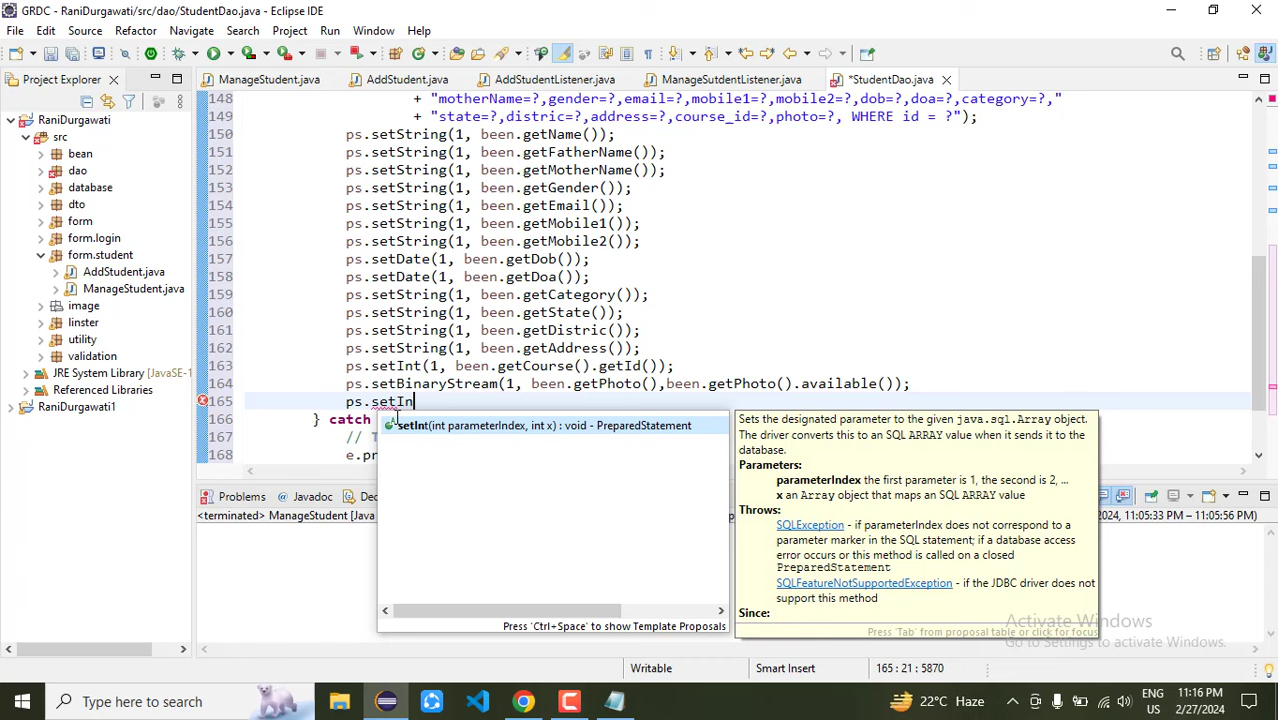 GRDC - RaniDurgawati/src/dao/StudentDao.java - Eclipse IDE
File Edit Source Refactor Navigate Search Project Run Window Help
Project Explorer
ManageStudent.java
AddStudent.java
AddStudentListener.java
ManageSutdentListener.java
*StudentDao.java
RaniDurgawati
src
bean
dao
database
dto
form
form.login
form.student
AddStudent.java
ManageStudent.java
image
linster
utility
validation
JRE System Library [JavaSE-1
Referenced Libraries
RaniDurgawati1
148 + "motherName=?,gender=?,email=?,mobile1=?,mobile2=?,dob=?,doa=?,category=?,"
149 + "state=?,distric=?,address=?,course_id=?,photo=?, WHERE id = ?");
150 ps.setString(1, been.getName());
151 ps.setString(1, been.getFatherName());
152 ps.setString(1, been.getMotherName());
153 ps.setString(1, been.getGender());
154 ps.setString(1, been.getEmail());
155 ps.setString(1, been.getMobile1());
156 ps.setString(1, been.getMobile2());
157 ps.setDate(1, been.getDob());
158 ps.setDate(1, been.getDoa());
159 ps.setString(1, been.getCategory());
160 ps.setString(1, been.getState());
161 ps.setString(1, been.getDistric());
162 ps.setString(1, been.getAddress());
163 ps.setInt(1, been.getCourse().getId());
164 ps.setBinaryStream(1, been.getPhoto(),been.getPhoto().available());
165 ps.setIn
166 } catch
167 //
168 e.pr
setInt(int parameterIndex, int x) : void - PreparedStatement
Press 'Ctrl+Space' to show Template Proposals
Sets the designated parameter to the given java.sql.Array object.
The driver converts this to an SQL ARRAY value when it sends it to the
database.
Parameters:
parameterIndex the first parameter is 1, the second is 2, ...
x an Array object that maps an SQL ARRAY value
Throws:
SQLException - if parameterIndex does not correspond to a
parameter marker in the SQL statement; if a database access
error occurs or this method is called on a closed
PreparedStatement
SQLFeatureNotSupportedException - if the JDBC driver does not
support this method
Since:
Press 'Tab' from proposal table or click for focus
Problems Javadoc De
<terminated> ManageStudent [Jav
2024, 11:05:33 PM – 11:05:56 PM)
Activate Windows
Go to Settings to activate Windows.
Writable
Smart Insert
165 : 21 : 5870
Type here to search
22°C Haze
ENG
US
11:16 PM
2/27/2024